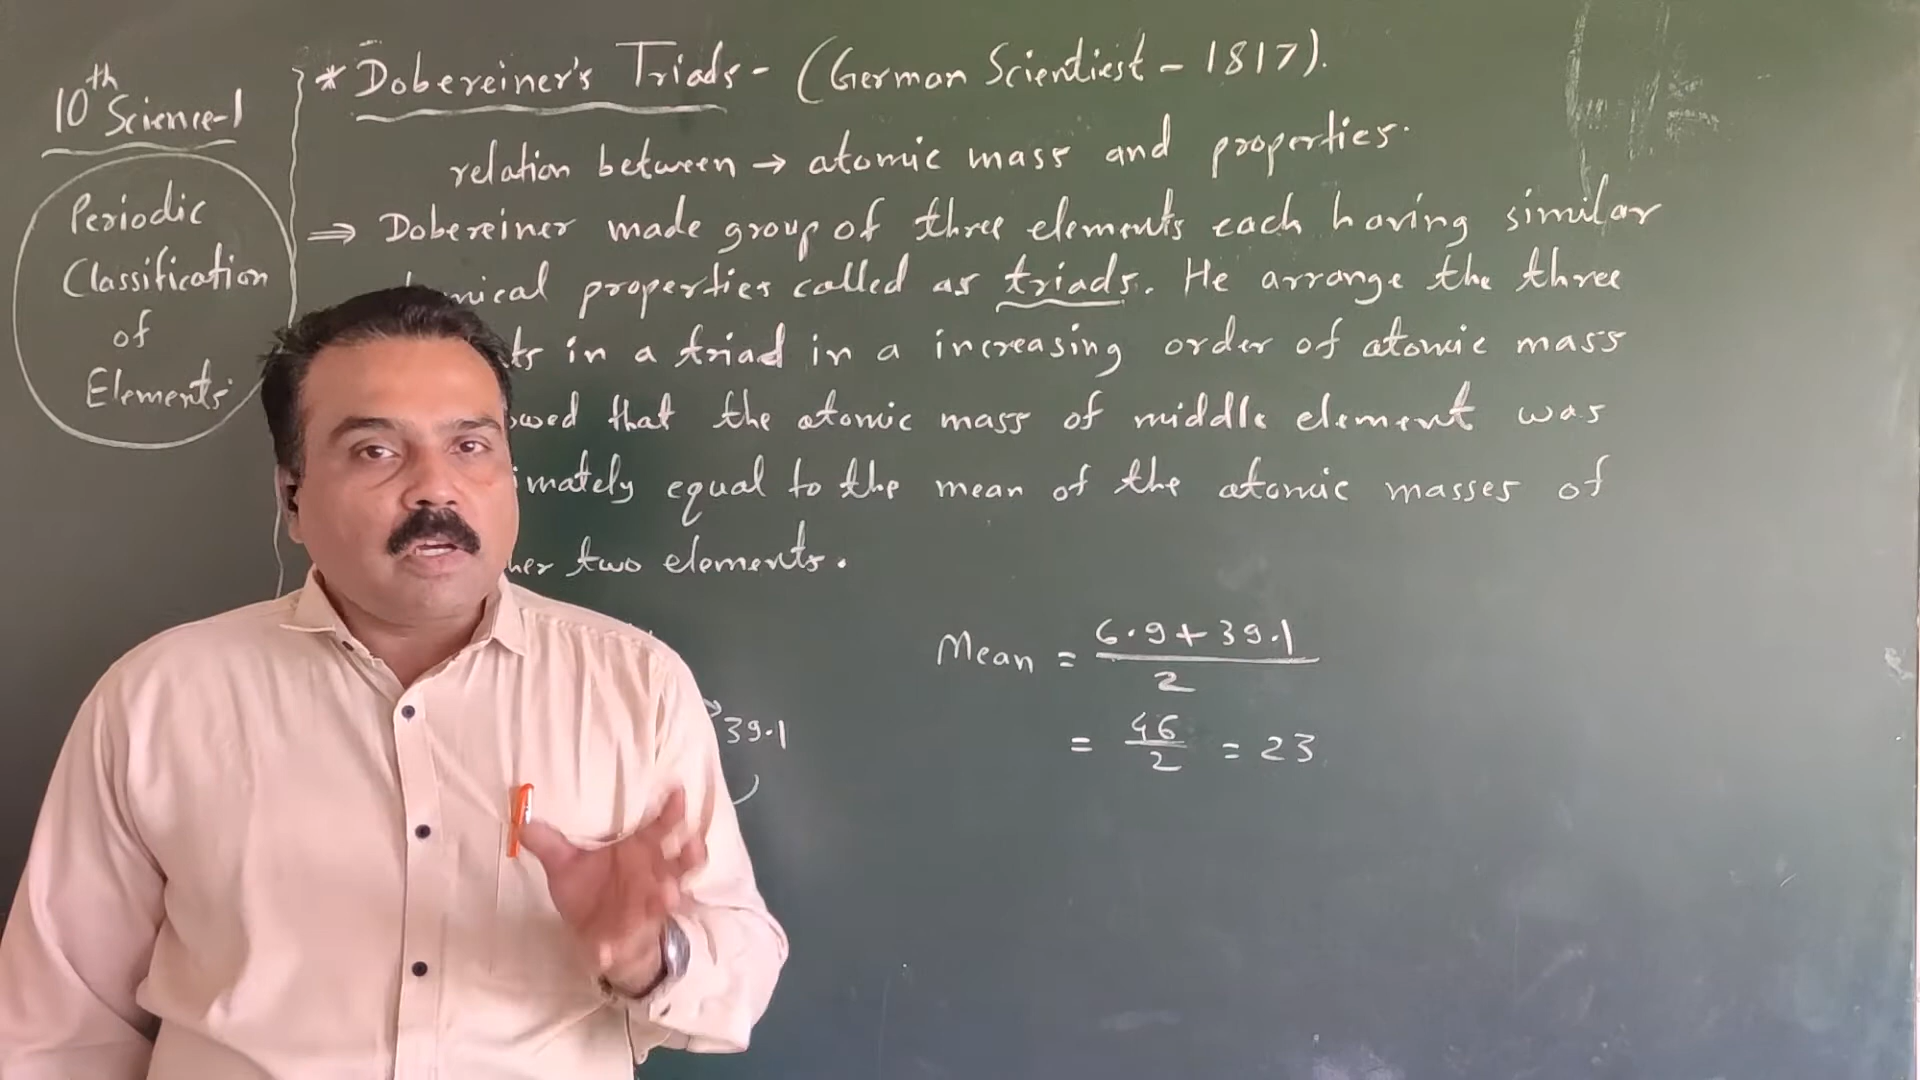 10th Science-1
Periodic
Classification
of
Elements
* Dobereiner's Triads - (German Scientiest - 1817).
relation between → atomic mass and properties.
⇒ Dobereiner made group of three elements each having similar
properties called as triads. He arrange the three
in a triad in a increasing order of atomic mass
that the atomic mass of middle element was
equal to the mean of the atomic masses of
two elements.
39.1
Mean = 6.9 + 39.1
2
= 46 = 23
2